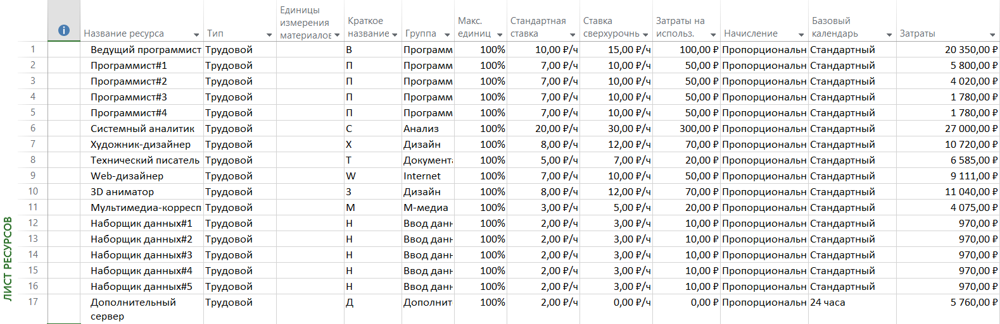 Название ресурса Тип Единицы измерения материалов Краткое название Группа Макс. единиц Стандартная ставка Ставка сверхурочнь Затраты на использ. Начисление Базовый календарь Затраты
1 Ведущий программист Трудовой В Программ 100% 10,00 ₽/ч 15,00 ₽/ч 100,00 ₽ Пропорциональн Стандартный 20 350,00 ₽
2 Программист#1 Трудовой П Программ 100% 7,00 ₽/ч 10,00 ₽/ч 50,00 ₽ Пропорциональн Стандартный 5 800,00 ₽
3 Программист#2 Трудовой П Программ 100% 7,00 ₽/ч 10,00 ₽/ч 50,00 ₽ Пропорциональн Стандартный 4 020,00 ₽
4 Программист#3 Трудовой П Программ 100% 7,00 ₽/ч 10,00 ₽/ч 50,00 ₽ Пропорциональн Стандартный 1 780,00 ₽
5 Программист#4 Трудовой П Программ 100% 7,00 ₽/ч 10,00 ₽/ч 50,00 ₽ Пропорциональн Стандартный 1 780,00 ₽
6 Системный аналитик Трудовой С Анализ 100% 20,00 ₽/ч 30,00 ₽/ч 300,00 ₽ Пропорциональн Стандартный 27 000,00 ₽
7 Художник-дизайнер Трудовой Х Дизайн 100% 8,00 ₽/ч 12,00 ₽/ч 70,00 ₽ Пропорциональн Стандартный 10 720,00 ₽
8 Технический писатель Трудовой Т Документа 100% 5,00 ₽/ч 7,00 ₽/ч 20,00 ₽ Пропорциональн Стандартный 6 585,00 ₽
9 Web-дизайнер Трудовой W Internet 100% 7,00 ₽/ч 10,00 ₽/ч 50,00 ₽ Пропорциональн Стандартный 9 111,00 ₽
10 3D аниматор Трудовой 3 Дизайн 100% 8,00 ₽/ч 12,00 ₽/ч 70,00 ₽ Пропорциональн Стандартный 11 040,00 ₽
11 Мультимедиа-корресп Трудовой М М-медиа 100% 3,00 ₽/ч 5,00 ₽/ч 20,00 ₽ Пропорциональн Стандартный 4 075,00 ₽
12 Наборщик данных#1 Трудовой Н Ввод данн 100% 2,00 ₽/ч 3,00 ₽/ч 10,00 ₽ Пропорциональн Стандартный 970,00 ₽
13 Наборщик данных#2 Трудовой Н Ввод данн 100% 2,00 ₽/ч 3,00 ₽/ч 10,00 ₽ Пропорциональн Стандартный 970,00 ₽
14 Наборщик данных#3 Трудовой Н Ввод данн 100% 2,00 ₽/ч 3,00 ₽/ч 10,00 ₽ Пропорциональн Стандартный 970,00 ₽
15 Наборщик данных#4 Трудовой Н Ввод данн 100% 2,00 ₽/ч 3,00 ₽/ч 10,00 ₽ Пропорциональн Стандартный 970,00 ₽
16 Наборщик данных#5 Трудовой Н Ввод данн 100% 2,00 ₽/ч 3,00 ₽/ч 10,00 ₽ Пропорциональн Стандартный 970,00 ₽
17 Дополнительный Трудовой Д Дополнит 100% 2,00 ₽/ч 0,00 ₽/ч 0,00 ₽ Пропорциональн 24 часа 5 760,00 ₽
сервер
ЛИСТ РЕСУРСОВ